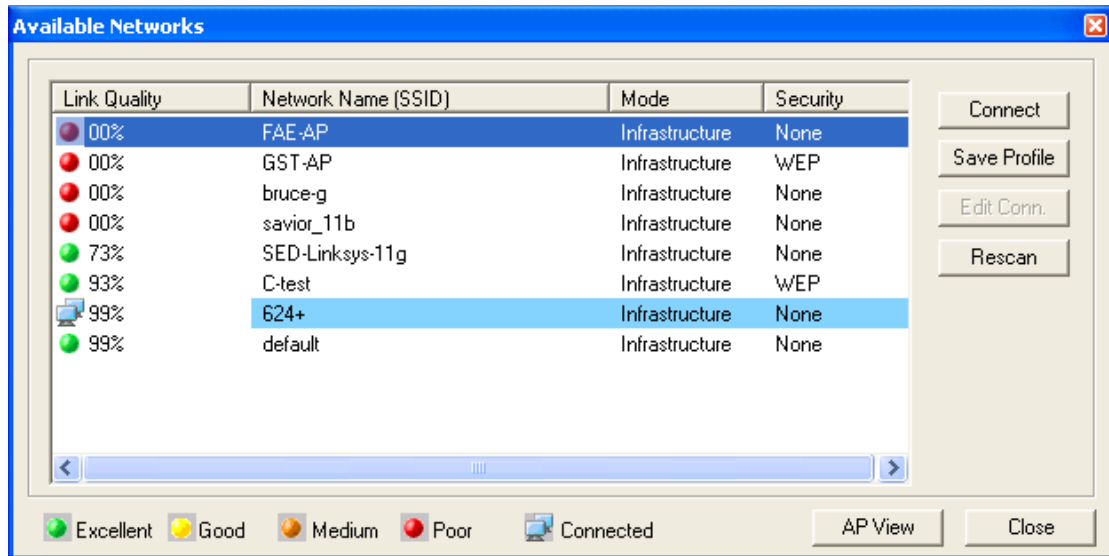 Available Networks
Link Quality Network Name (SSID) Mode Security
00% FAE-AP Infrastructure None
00% GST-AP Infrastructure WEP
00% bruce-g Infrastructure None
00% savior_11b Infrastructure None
73% SED-Linksys-11g Infrastructure None
93% C-test Infrastructure WEP
99% 624+ Infrastructure None
99% default Infrastructure None
Connect
Save Profile
Edit Conn.
Rescan
Excellent Good Medium Poor Connected AP View Close